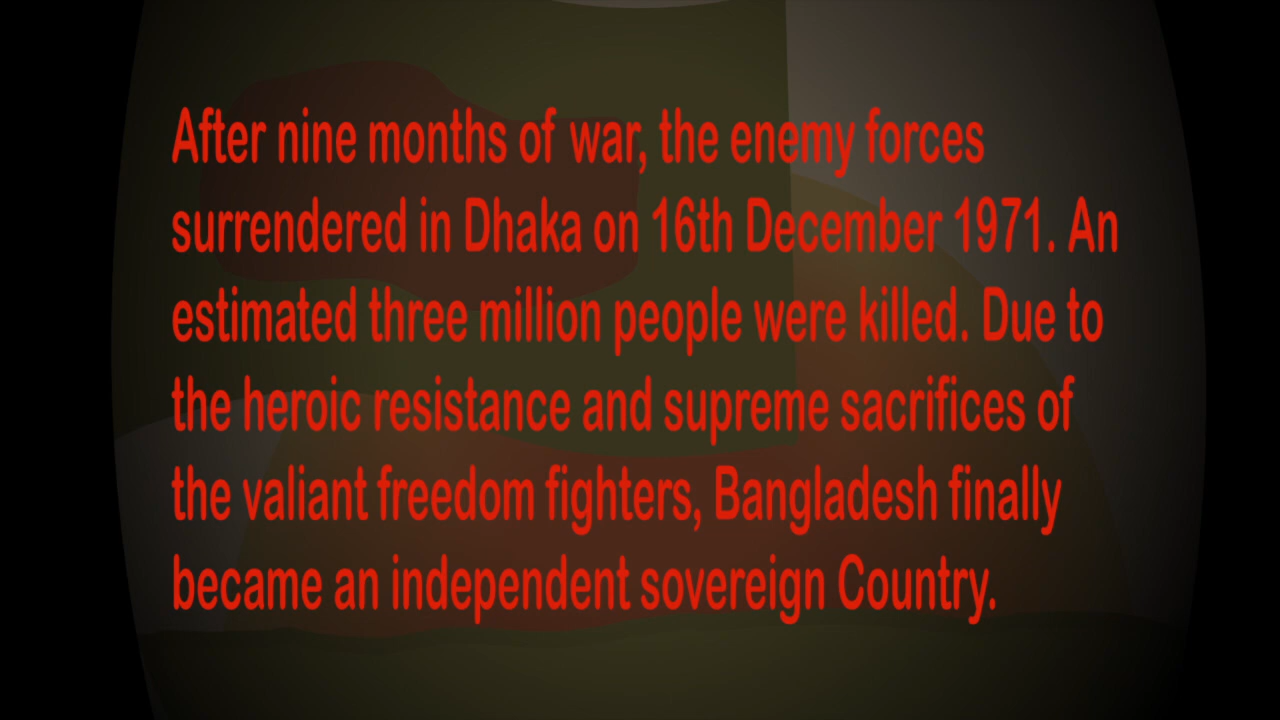 After nine months of war, the enemy forces
surrendered in Dhaka on 16th December 1971. An
estimated three million people were killed. Due to
the heroic resistance and supreme sacrifices of
the valiant freedom fighters, Bangladesh finally
became an independent sovereign Country.